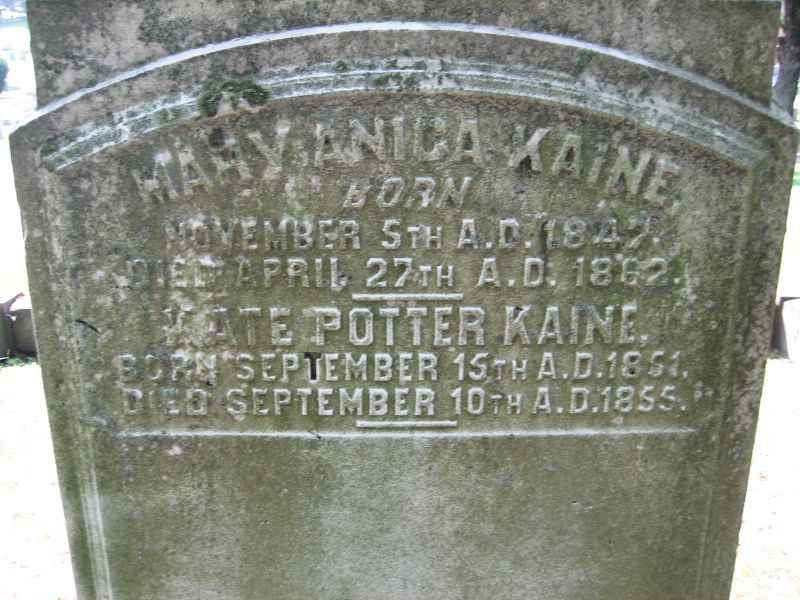 MARY ANICA KAINE,
BORN
NOVEMBER 5TH A.D. 1847.
DIED APRIL 27TH A.D. 1862.
KATE POTTER KAINE,
BORN SEPTEMBER 15TH A.D. 1851.
DIED SEPTEMBER 10TH A.D. 1855.